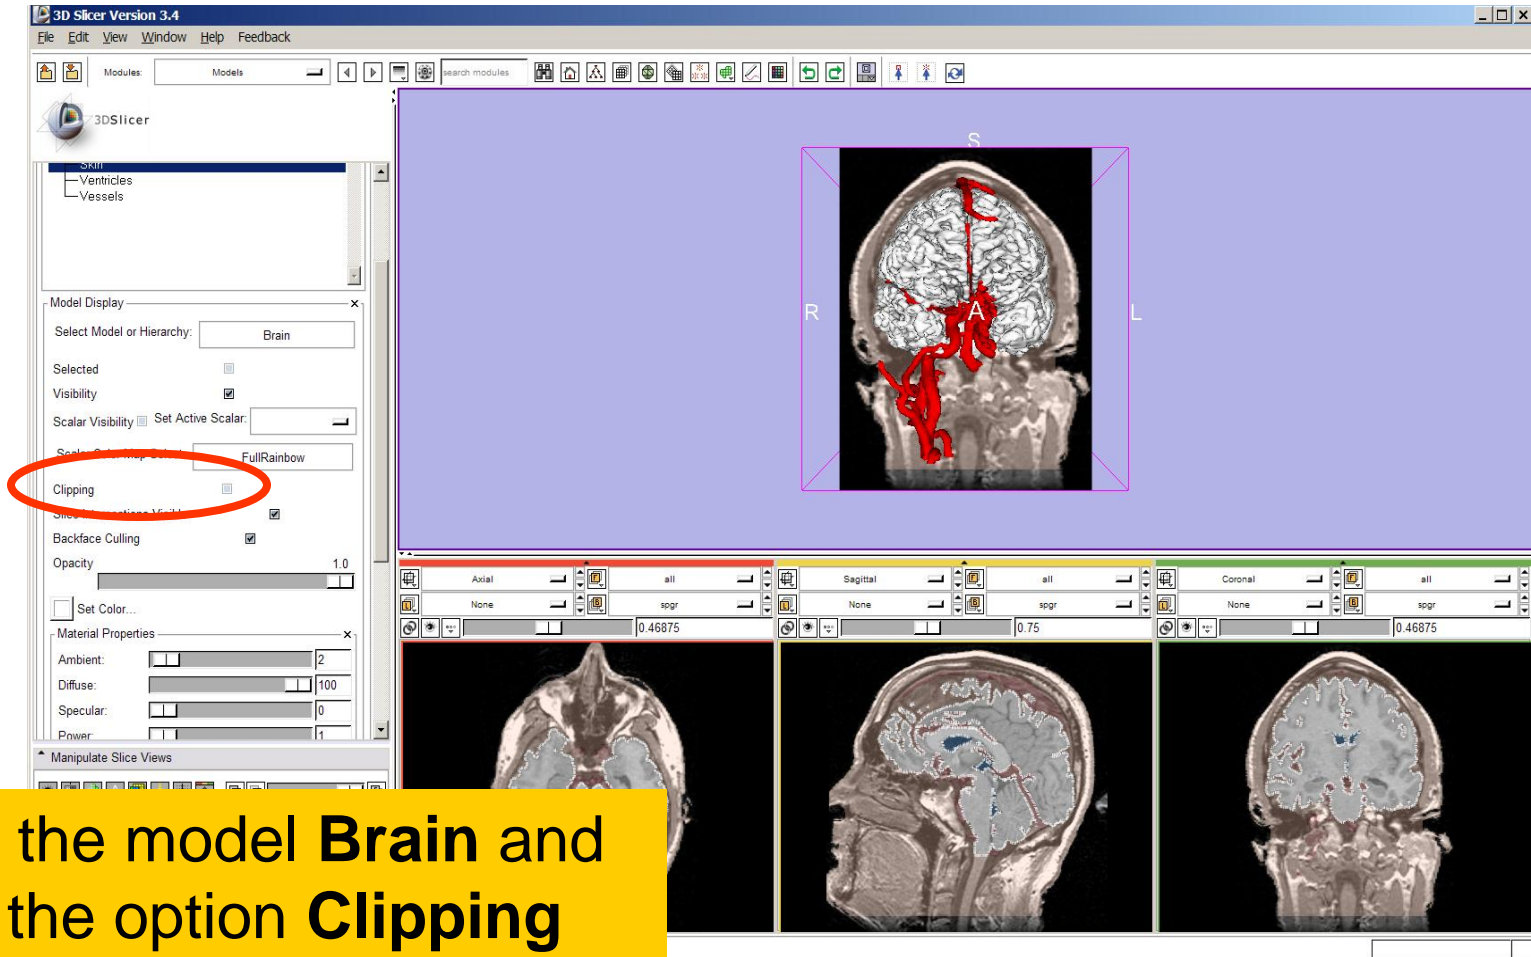 3D Slicer Version 3.4
File Edit View Window Help Feedback
Modules: Models search modules
3DSlicer
Skin
Ventricles
Vessels
Model Display
Select Model or Hierarchy: Brain
Selected
Visibility
Scalar Visibility Set Active Scalar:
FullRainbow
Clipping
Backface Culling
Opacity 1.0
Set Color...
Material Properties
Ambient: 2
Diffuse: 100
Specular: 0
Power: 1
Manipulate Slice Views
S
R
A
L
Axial all
None spgr
0.46875
Sagittal all
None spgr
0.75
Coronal all
None spgr
0.46875
the model Brain and
the option Clipping